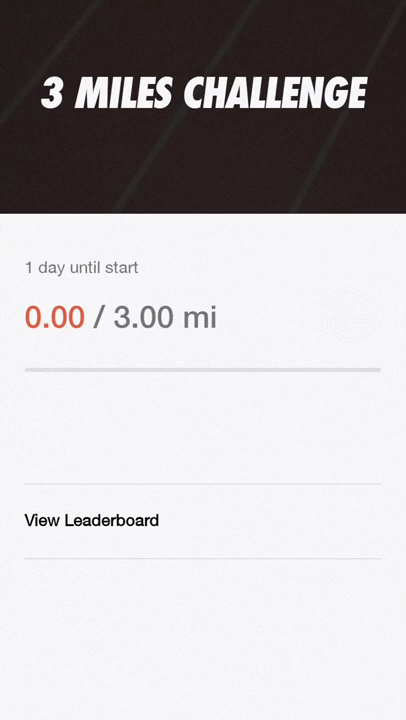 3 MILES CHALLENGE
1 day until start
0.00 / 3.00 mi
View Leaderboard